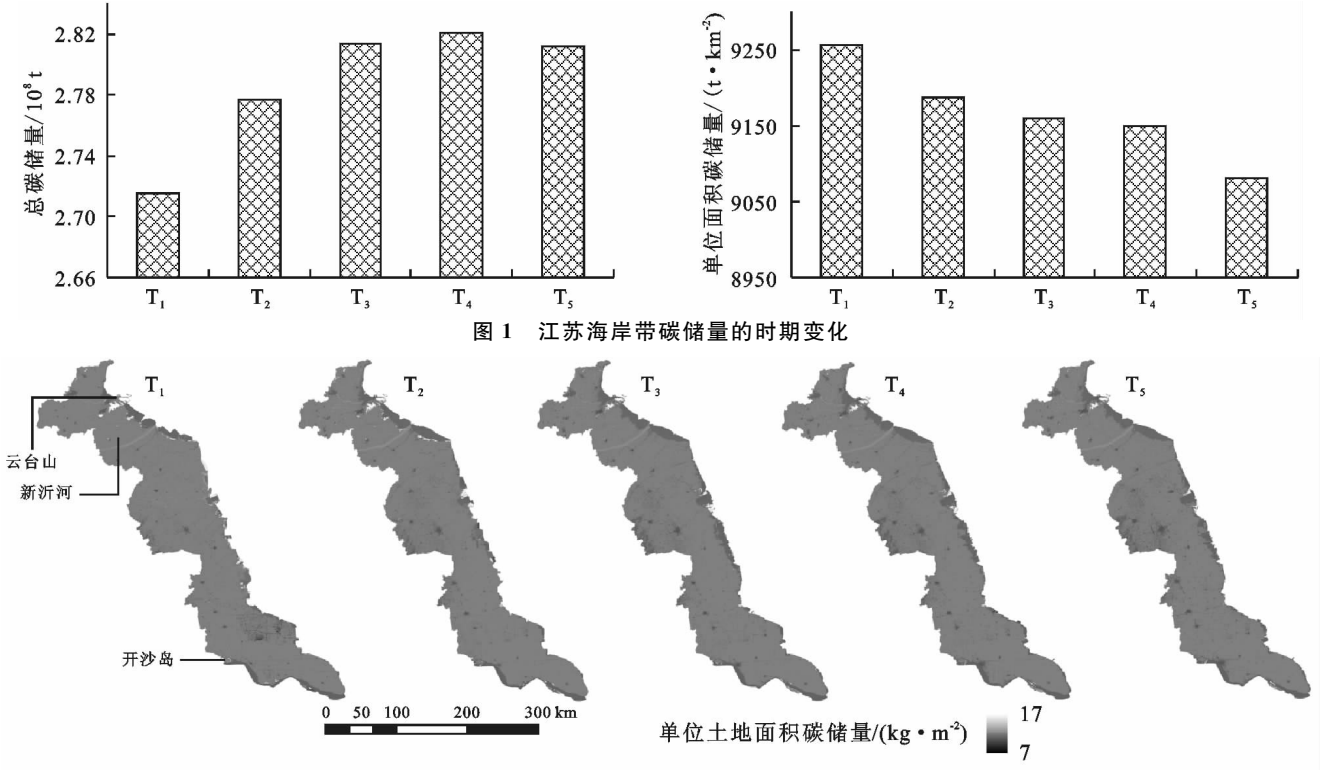 总碳储量/10⁸ t
2.82
2.78
2.74
2.70
2.66
T₁ T₂ T₃ T₄ T₅
单位面积碳储量/(t·km⁻²)
9250
9150
9050
8950
T₁ T₂ T₃ T₄ T₅
图 1 江苏海岸带碳储量的时期变化
T₁ T₂ T₃ T₄ T₅
云台山
新沂河
开沙岛
0 50 100 200 300 km
单位土地面积碳储量/(kg·m⁻²)
17
7